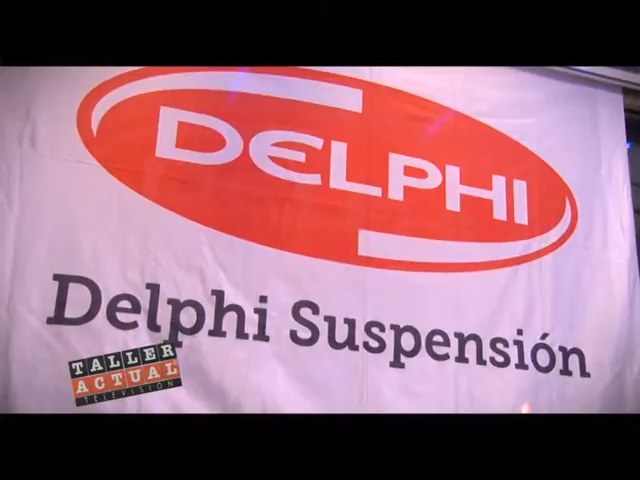 DELPHI
Delphi Suspensión
TALLER
ACTUAL
TELEVISIÓN